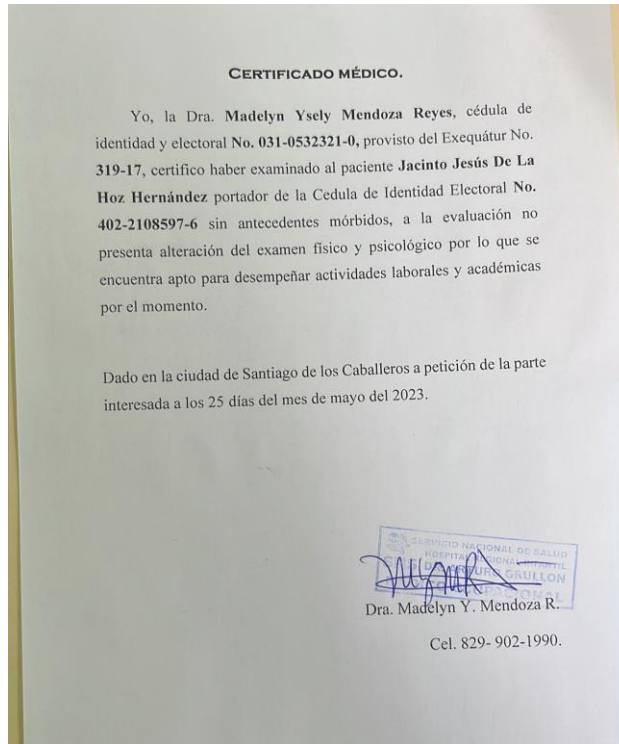 CERTIFICADO MÉDICO.
Yo, la Dra. Madelyn Ysely Mendoza Reyes, cédula de
identidad y electoral No. 031-0532321-0, provisto del Exequátur No.
319-17, certifico haber examinado al paciente Jacinto Jesús De La
Hoz Hernández portador de la Cedula de Identidad Electoral No.
402-2108597-6 sin antecedentes mórbidos, a la evaluación no
presenta alteración del examen físico y psicológico por lo que se
encuentra apto para desempeñar actividades laborales y académicas
por el momento.
Dado en la ciudad de Santiago de los Caballeros a petición de la parte
interesada a los 25 días del mes de mayo del 2023.
SERVICIO NACIONAL DE SALUD
HOSPITAL REGIONAL INFANTIL
DR. ARTURO GRULLON
Dra. Madelyn Y. Mendoza R.
Cel. 829- 902-1990.